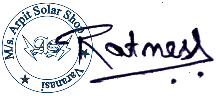 M/s. Arpit Solar Shop
Varanasi
Ratnesh